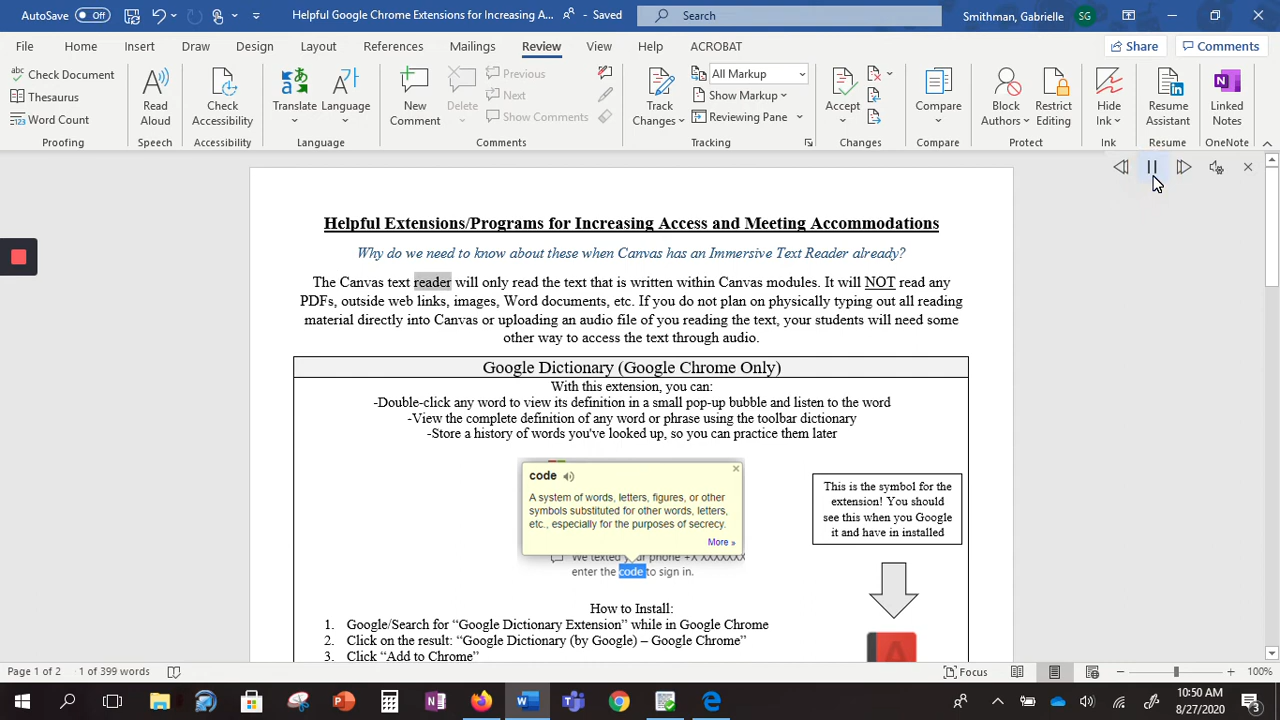 AutoSave Off Helpful Google Chrome Extensions for Increasing A... - Saved Search Smithman, Gabrielle SG
File Home Insert Draw Design Layout References Mailings Review View Help ACROBAT Share Comments
abc Check Document
Thesaurus
Word Count
Proofing
Read Aloud
Speech
Check Accessibility
Accessibility
Translate Language
Language
New Comment
Delete
Previous
Next
Show Comments
Comments
Track Changes
All Markup
Show Markup
Reviewing Pane
Tracking
Accept
Changes
Compare
Compare
Block Authors
Restrict Editing
Protect
Hide Ink
Ink
Resume Assistant
Resume
Linked Notes
OneNote
Helpful Extensions/Programs for Increasing Access and Meeting Accommodations
Why do we need to know about these when Canvas has an Immersive Text Reader already?
The Canvas text reader will only read the text that is written within Canvas modules. It will NOT read any
PDFs, outside web links, images, Word documents, etc. If you do not plan on physically typing out all reading
material directly into Canvas or uploading an audio file of you reading the text, your students will need some
other way to access the text through audio.
Google Dictionary (Google Chrome Only)
With this extension, you can:
-Double-click any word to view its definition in a small pop-up bubble and listen to the word
-View the complete definition of any word or phrase using the toolbar dictionary
-Store a history of words you've looked up, so you can practice them later
code
A system of words, letters, figures, or other
symbols substituted for other words, letters,
etc., especially for the purposes of secrecy.
More »
We texted your phone +X XXXXXXX
enter the code to sign in.
This is the symbol for the
extension! You should
see this when you Google
it and have in installed
How to Install:
1. Google/Search for “Google Dictionary Extension” while in Google Chrome
2. Click on the result: “Google Dictionary (by Google) – Google Chrome”
3. Click “Add to Chrome”
Page 1 of 2 1 of 399 words Focus 100%
10:50 AM
8/27/2020
3